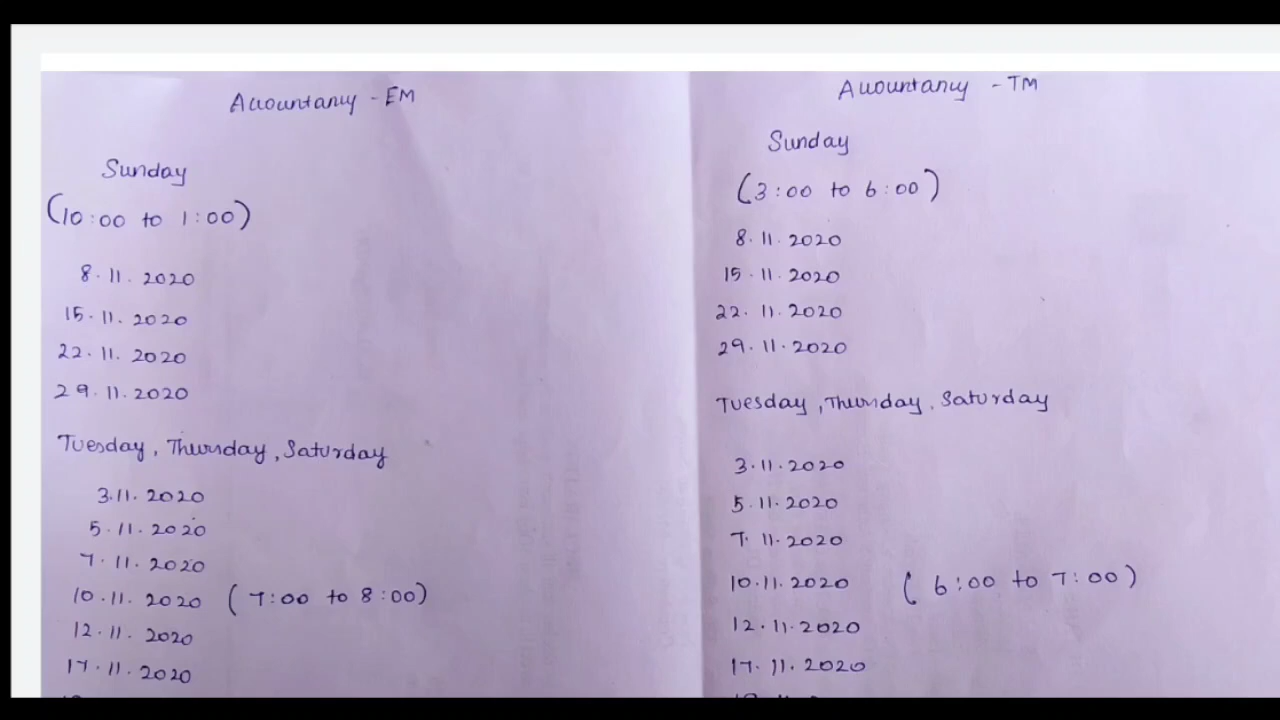 Accountancy - EM
Sunday
(10:00 to 1:00)
8.11.2020
15.11.2020
22.11.2020
29.11.2020
Tuesday, Thursday, Saturday
3.11.2020
5.11.2020
7.11.2020
10.11.2020 (7:00 to 8:00)
12.11.2020
17.11.2020
Accountancy - TM
Sunday
(3:00 to 6:00)
8.11.2020
15.11.2020
22.11.2020
29.11.2020
Tuesday, Thursday, Saturday
3.11.2020
5.11.2020
7.11.2020
10.11.2020 (6:00 to 7:00)
12.11.2020
17.11.2020